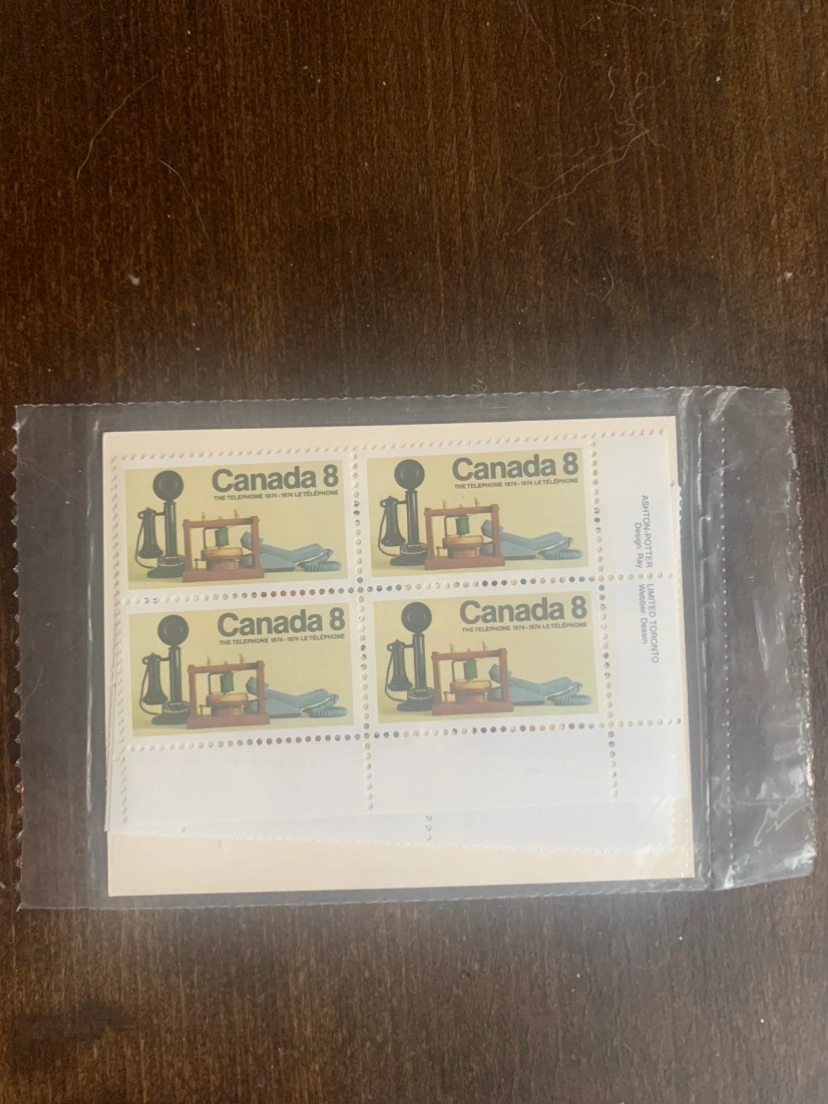 Canada 8
THE TELEPHONE 1874-1974 LE TÉLÉPHONE
Canada 8
THE TELEPHONE 1874-1974 LE TÉLÉPHONE
Canada 8
THE TELEPHONE 1874-1974 LE TÉLÉPHONE
Canada 8
THE TELEPHONE 1874-1974 LE TÉLÉPHONE
ASHTON-POTTER LIMITED TORONTO
Design: Ray Webber Dessin